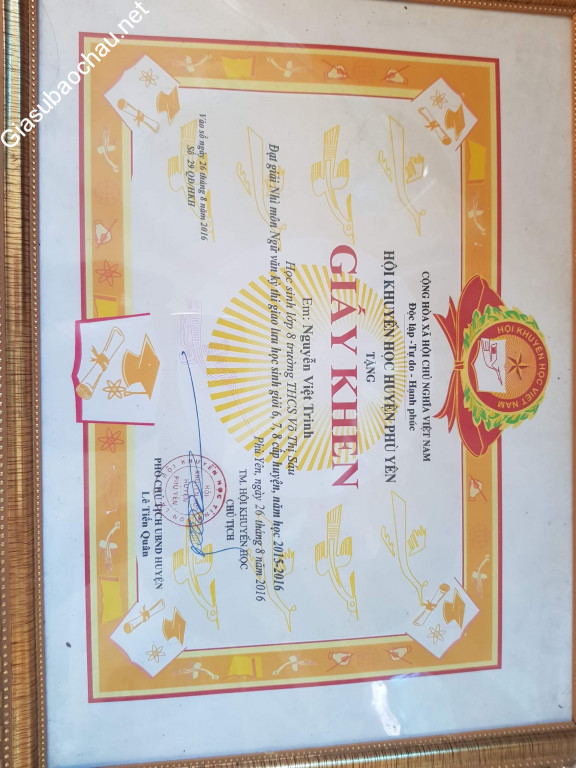 HỘI KHUYẾN HỌC VIỆT NAM
CỘNG HÒA XÃ HỘI CHỦ NGHĨA VIỆT NAM
Độc lập -Tự do - Hạnh phúc
HỘI KHUYẾN HỌC HUYỆN PHÙ YÊN
TẶNG
GIẤY KHEN
Em: Nguyễn Việt Trinh
Học sinh lớp 8 trường THCS Võ Thị Sáu
Đạt giải Nhì môn Ngữ văn kỳ thi giao lưu học sinh giỏi 6, 7, 8 cấp huyện, năm học 2015-2016
Phù Yên, ngày 26 tháng 8 năm 2016
TM. HỘI KHUYẾN HỌC
CHỦ TỊCH
PHÓ CHỦ TỊCH UBND HUYỆN
Lê Tiến Quân
Vào sổ ngày 26 tháng 8 năm 2016
Số: 29 QĐ/HKH
Giasubaochau.net